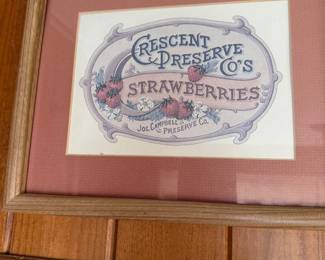 CRESCENT
PRESERVE
CO'S
STRAWBERRIES
JOS. CAMPBELL
PRESERVE CO.